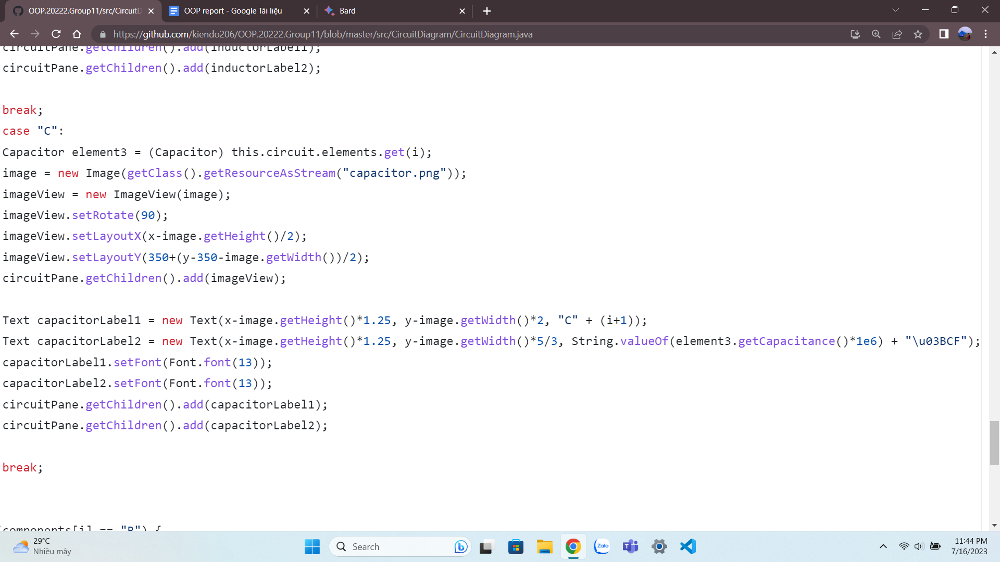 OOP.20222.Group11/src/CircuitD
OOP report - Google Tài liệu
Bard
https://github.com/kiendo206/OOP.20222.Group11/blob/master/src/CircuitDiagram/CircuitDiagram.java
circuitPane.getChildren().add(inductorLabel1);
circuitPane.getChildren().add(inductorLabel2);
break;
case "C":
Capacitor element3 = (Capacitor) this.circuit.elements.get(i);
image = new Image(getClass().getResourceAsStream("capacitor.png"));
imageView = new ImageView(image);
imageView.setRotate(90);
imageView.setLayoutX(x-image.getHeight()/2);
imageView.setLayoutY(350+(y-350-image.getWidth())/2);
circuitPane.getChildren().add(imageView);
Text capacitorLabel1 = new Text(x-image.getHeight()*1.25, y-image.getWidth()*2, "C" + (i+1));
Text capacitorLabel2 = new Text(x-image.getHeight()*1.25, y-image.getWidth()*5/3, String.valueOf(element3.getCapacitance()*1e6) + "\u03BCF");
capacitorLabel1.setFont(Font.font(13));
capacitorLabel2.setFont(Font.font(13));
circuitPane.getChildren().add(capacitorLabel1);
circuitPane.getChildren().add(capacitorLabel2);
break;
(components[i] == "R") {
29°C
Nhiều mây
Search
Zalo
11:44 PM
7/16/2023